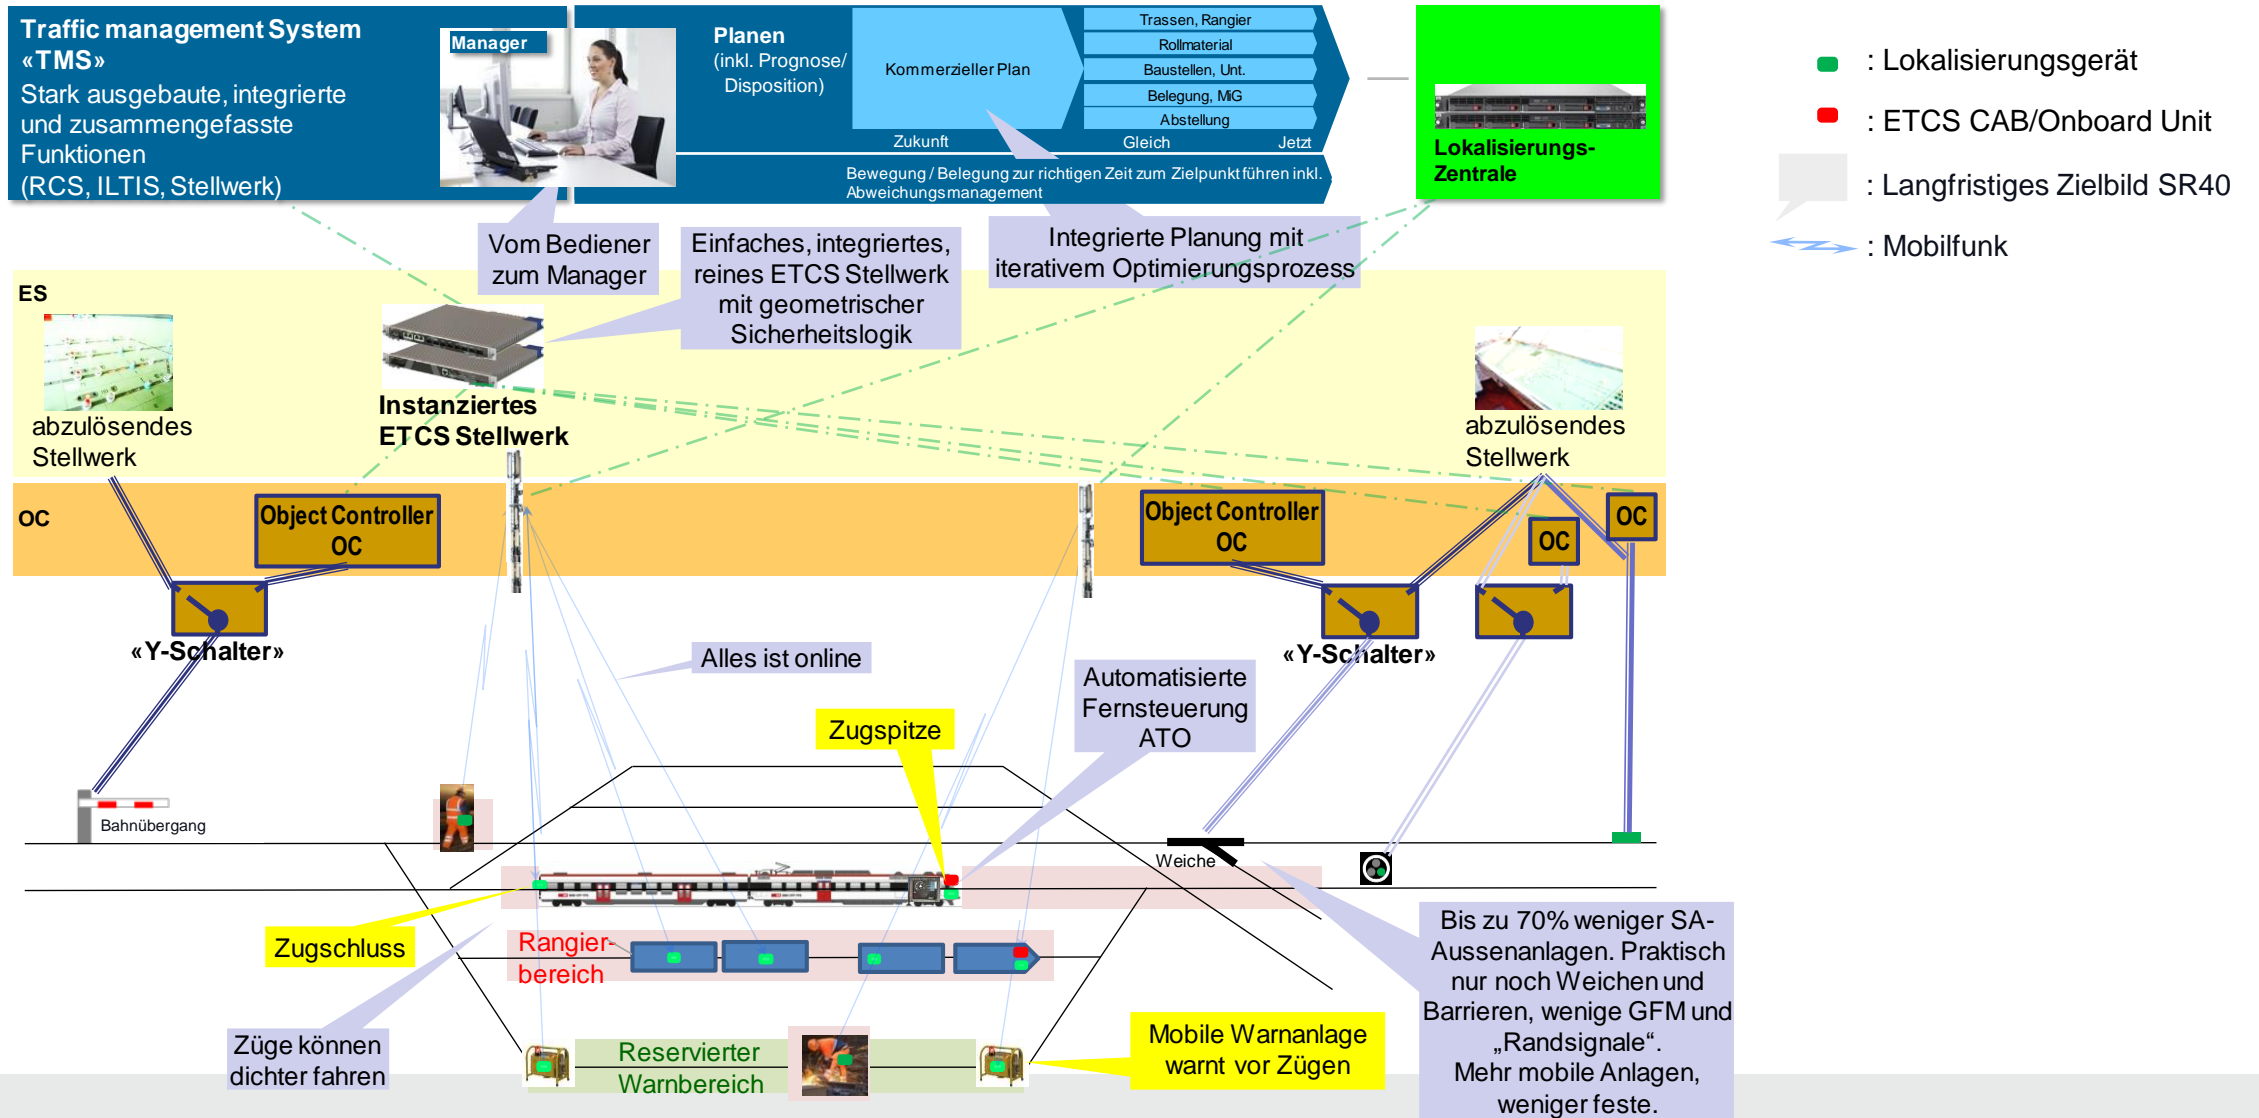 Traffic management System
«TMS»
Stark ausgebaute, integrierte
und zusammengefasste
Funktionen
(RCS, ILTIS, Stellwerk)
Manager
Planen
(inkl. Prognose/
Disposition)
Kommerzieller Plan
Trassen, Rangier
Rollmaterial
Baustellen, Unt.
Belegung, MiG
Abstellung
Zukunft
Gleich
Jetzt
Bewegung / Belegung zur richtigen Zeit zum Zielpunkt führen inkl.
Abweichungsmanagement
Lokalisierungs-
Zentrale
: Lokalisierungsgerät
: ETCS CAB/Onboard Unit
: Langfristiges Zielbild SR40
: Mobilfunk
Vom Bediener
zum Manager
Einfaches, integriertes,
reines ETCS Stellwerk
mit geometrischer
Sicherheitslogik
Integrierte Planung mit
iterativem Optimierungsprozess
ES
abzulösendes
Stellwerk
Instanziertes
ETCS Stellwerk
abzulösendes
Stellwerk
OC
Object Controller
OC
Object Controller
OC
OC
OC
«Y-Schalter»
«Y-Schalter»
Alles ist online
Automatisierte
Fernsteuerung
ATO
Zugspitze
Bahnübergang
Weiche
Zugschluss
Rangier-
bereich
Bis zu 70% weniger SA-
Aussenanlagen. Praktisch
nur noch Weichen und
Barrieren, wenige GFM und
„Randsignale“.
Mehr mobile Anlagen,
weniger feste.
Züge können
dichter fahren
Reservierter
Warnbereich
Mobile Warnanlage
warnt vor Zügen